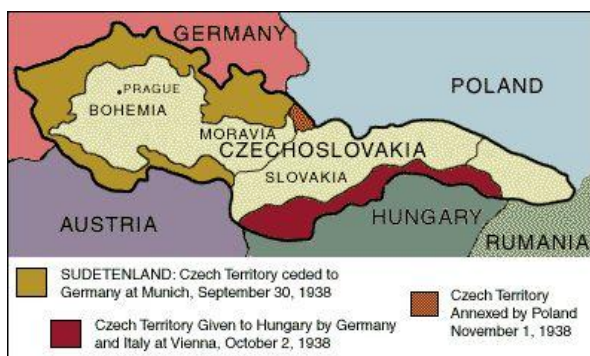 GERMANY
POLAND
PRAGUE
BOHEMIA
MORAVIA
CZECHOSLOVAKIA
SLOVAKIA
AUSTRIA
HUNGARY
RUMANIA
SUDETENLAND: Czech Territory ceded to
Germany at Munich, September 30, 1938
Czech Territory Given to Hungary by Germany
and Italy at Vienna, October 2, 1938
Czech Territory
Annexed by Poland
November 1, 1938